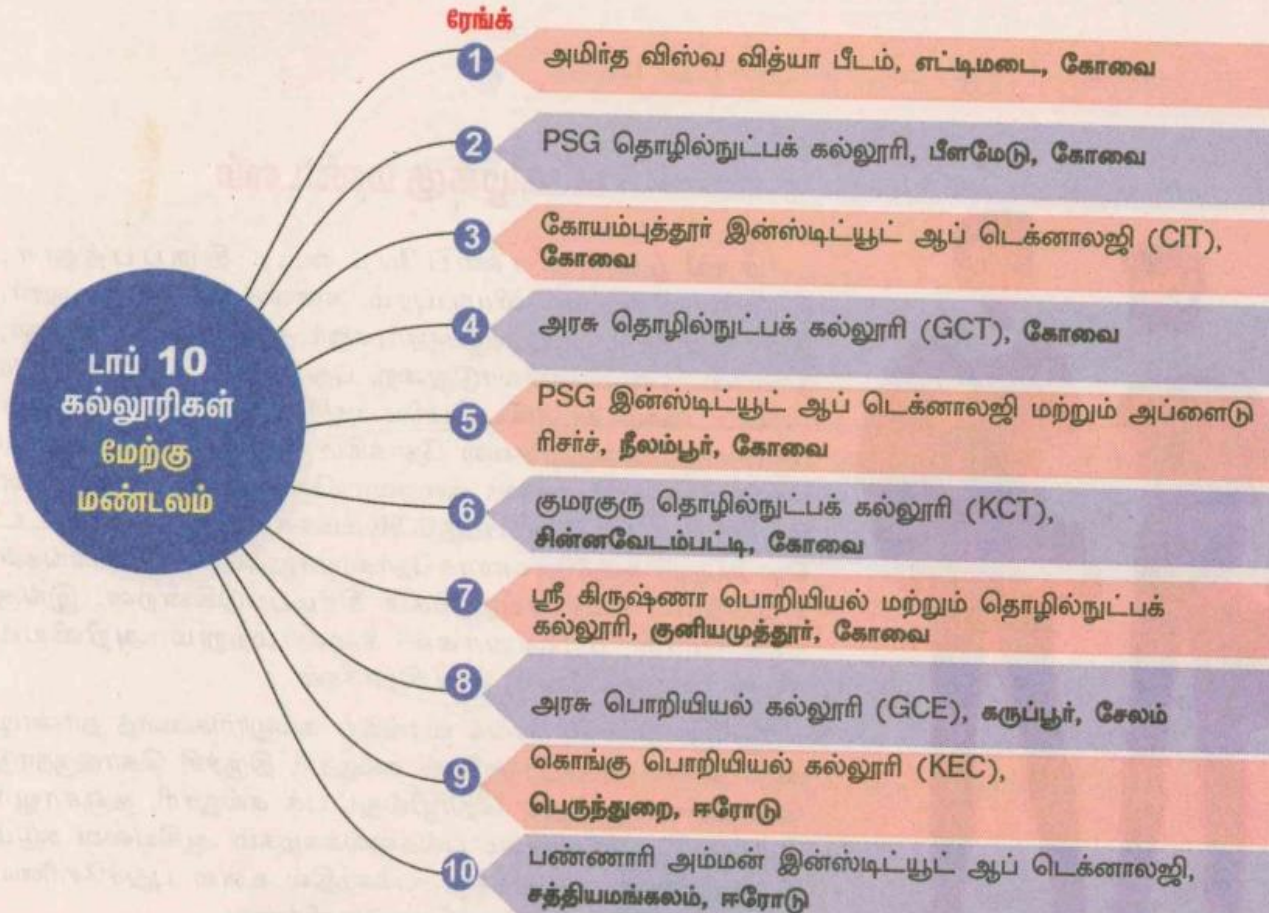 ரேங்க்
டாப் 10
கல்லூரிகள்
மேற்கு
மண்டலம்
1 அமிர்த விஸ்வ வித்யா பீடம், எட்டிமடை, கோவை
2 PSG தொழில்நுட்பக் கல்லூரி, பீளமேடு, கோவை
3 கோயம்புத்தூர் இன்ஸ்டிட்யூட் ஆப் டெக்னாலஜி (CIT),
கோவை
4 அரசு தொழில்நுட்பக் கல்லூரி (GCT), கோவை
5 PSG இன்ஸ்டிட்யூட் ஆப் டெக்னாலஜி மற்றும் அப்ளைடு
ரிசர்ச், நீலம்பூர், கோவை
6 குமரகுரு தொழில்நுட்பக் கல்லூரி (KCT),
சின்னவேடம்பட்டி, கோவை
7 ஸ்ரீ கிருஷ்ணா பொறியியல் மற்றும் தொழில்நுட்பக்
கல்லூரி, குனியமுத்தூர், கோவை
8 அரசு பொறியியல் கல்லூரி (GCE), கருப்பூர், சேலம்
9 கொங்கு பொறியியல் கல்லூரி (KEC),
பெருந்துறை, ஈரோடு
10 பண்ணாரி அம்மன் இன்ஸ்டிட்யூட் ஆப் டெக்னாலஜி,
சத்தியமங்கலம், ஈரோடு